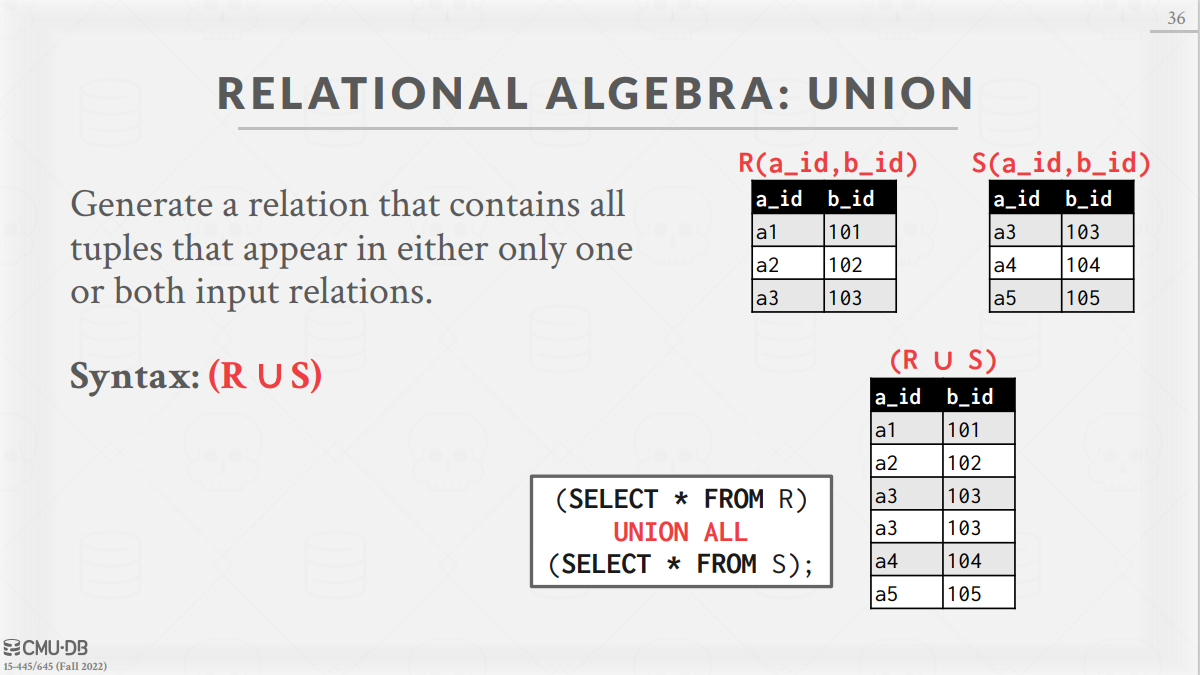 36
RELATIONAL ALGEBRA: UNION
Generate a relation that contains all
tuples that appear in either only one
or both input relations.
Syntax: (R ∪ S)
R(a_id,b_id)
a_id b_id
a1 101
a2 102
a3 103
S(a_id,b_id)
a_id b_id
a3 103
a4 104
a5 105
(R ∪ S)
a_id b_id
a1 101
a2 102
a3 103
a3 103
a4 104
a5 105
(SELECT * FROM R)
UNION ALL
(SELECT * FROM S);
CMU·DB
15-445/645 (Fall 2022)